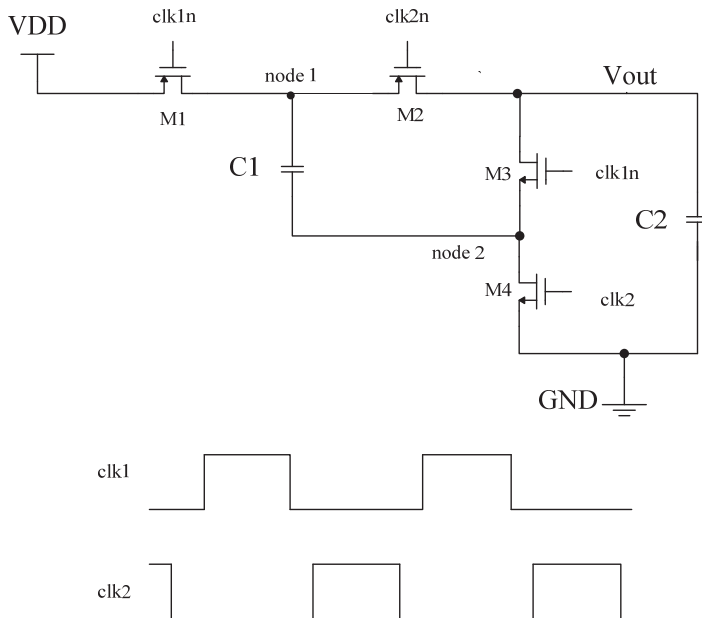 clk1n
clk2n
VDD
node 1
Vout
M1
M2
C1
M3
clk1n
C2
node 2
M4
clk2
GND
clk1
clk2